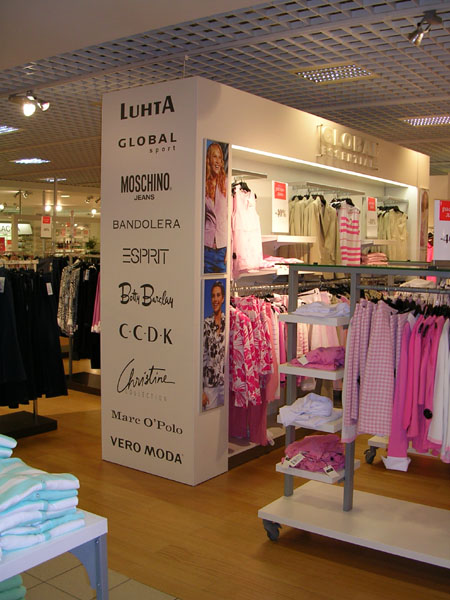 LUHTA
GLOBAL
sport
MOSCHINO
JEANS
BANDOLERA
ESPRIT
Betty Barclay
C·C·D·K
Christine
COLLECTION
Marc O'Polo
VERO MODA
GLOBAL